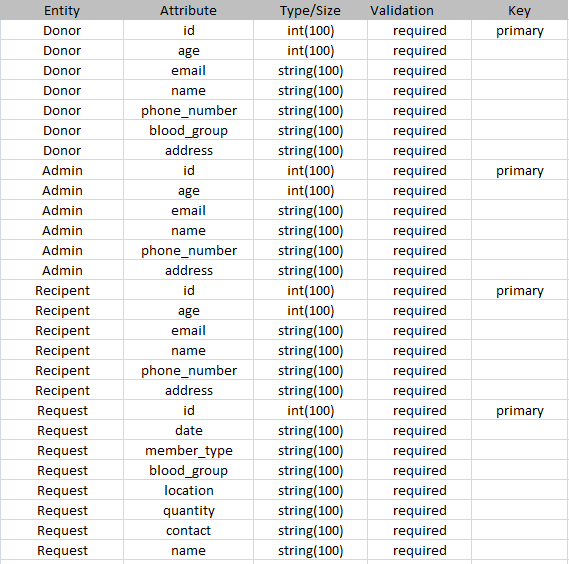 Entity Attribute Type/Size Validation Key
Donor id int(100) required primary
Donor age int(100) required
Donor email string(100) required
Donor name string(100) required
Donor phone_number string(100) required
Donor blood_group string(100) required
Donor address string(100) required
Admin id int(100) required primary
Admin age int(100) required
Admin email string(100) required
Admin name string(100) required
Admin phone_number string(100) required
Admin address string(100) required
Recipent id int(100) required primary
Recipent age int(100) required
Recipent email string(100) required
Recipent name string(100) required
Recipent phone_number string(100) required
Recipent address string(100) required
Request id int(100) required primary
Request date string(100) required
Request member_type string(100) required
Request blood_group string(100) required
Request location string(100) required
Request quantity string(100) required
Request contact string(100) required
Request name string(100) required